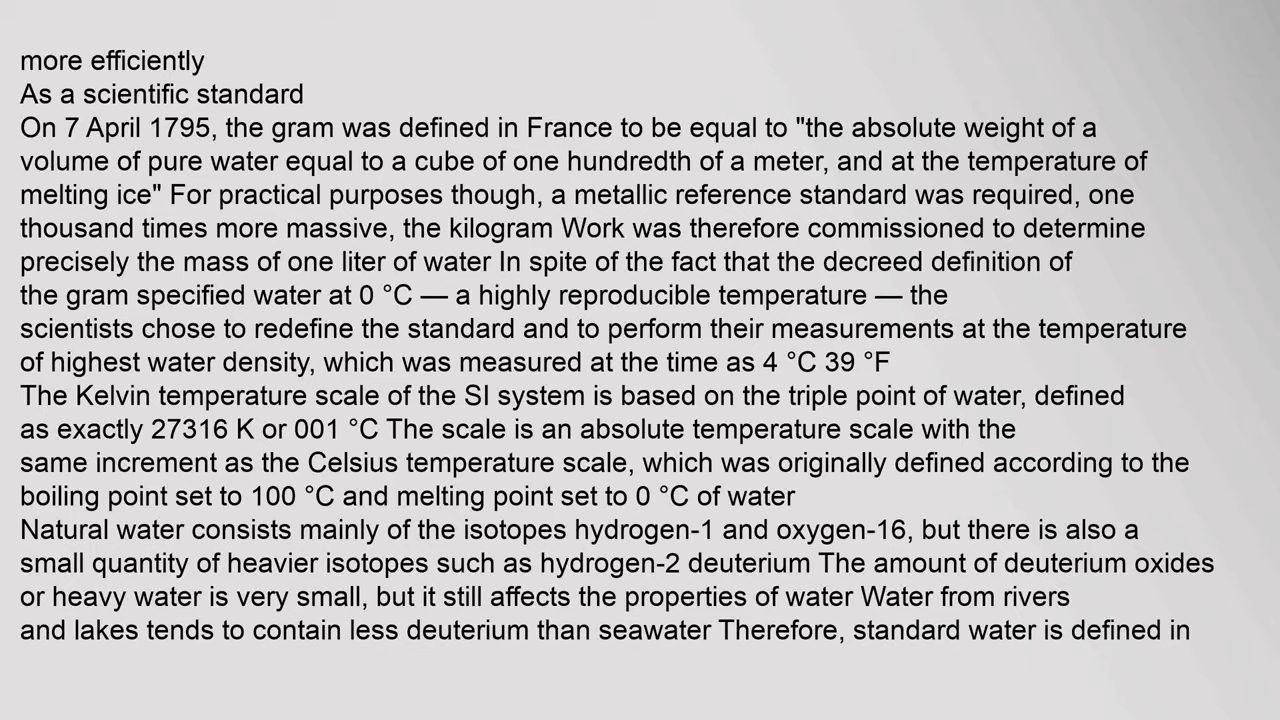 more efficiently
As a scientific standard
On 7 April 1795, the gram was defined in France to be equal to "the absolute weight of a
volume of pure water equal to a cube of one hundredth of a meter, and at the temperature of
melting ice" For practical purposes though, a metallic reference standard was required, one
thousand times more massive, the kilogram Work was therefore commissioned to determine
precisely the mass of one liter of water In spite of the fact that the decreed definition of
the gram specified water at 0 °C — a highly reproducible temperature — the
scientists chose to redefine the standard and to perform their measurements at the temperature
of highest water density, which was measured at the time as 4 °C 39 °F
The Kelvin temperature scale of the SI system is based on the triple point of water, defined
as exactly 27316 K or 001 °C The scale is an absolute temperature scale with the
same increment as the Celsius temperature scale, which was originally defined according to the
boiling point set to 100 °C and melting point set to 0 °C of water
Natural water consists mainly of the isotopes hydrogen-1 and oxygen-16, but there is also a
small quantity of heavier isotopes such as hydrogen-2 deuterium The amount of deuterium oxides
or heavy water is very small, but it still affects the properties of water Water from rivers
and lakes tends to contain less deuterium than seawater Therefore, standard water is defined in